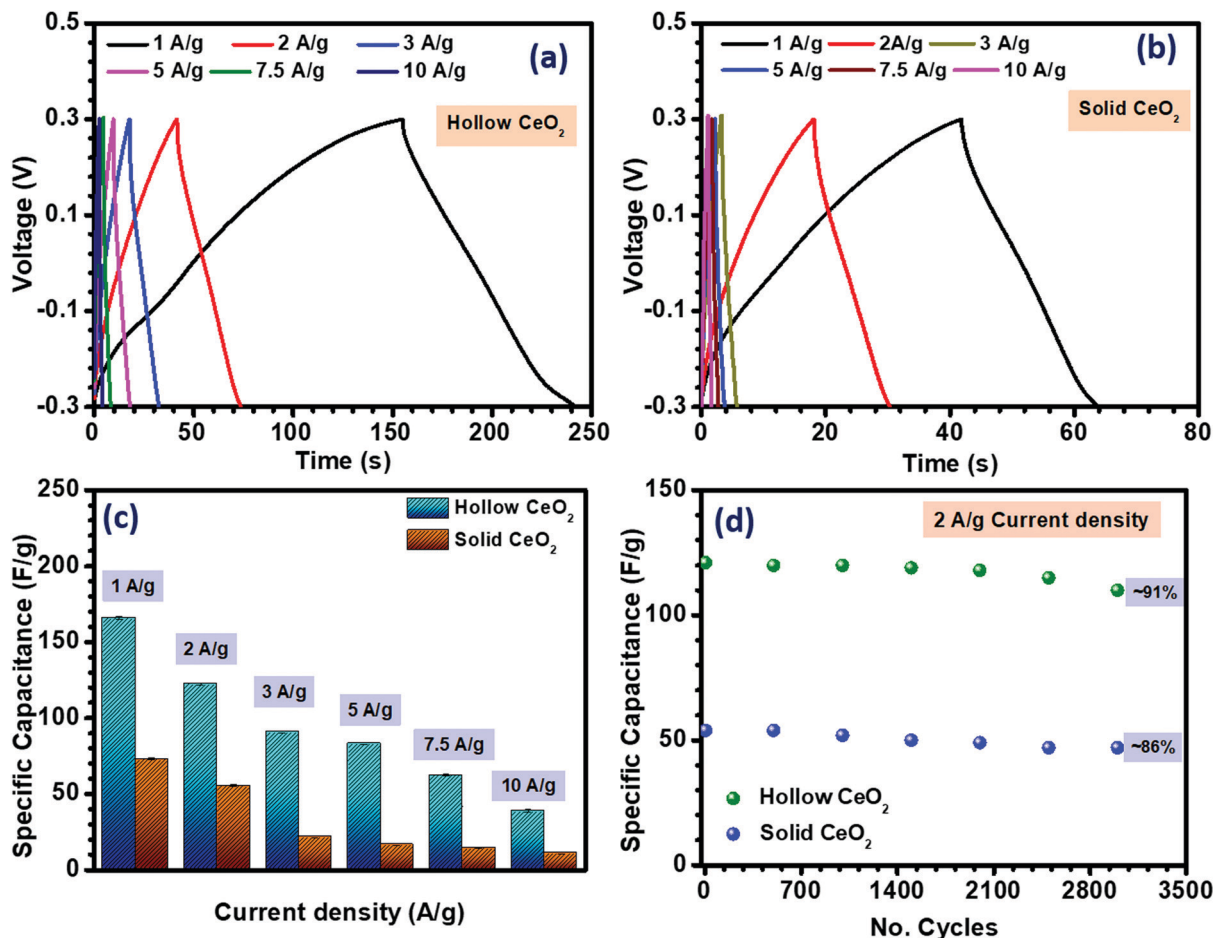 (a)
1 A/g 2 A/g 3 A/g
5 A/g 7.5 A/g 10 A/g
Hollow CeO₂
Voltage (V)
0.5
0.3
0.1
-0.1
-0.3
0 50 100 150 200 250
Time (s)
(b)
1 A/g 2A/g 3 A/g
5 A/g 7.5 A/g 10 A/g
Solid CeO₂
Voltage (V)
0.5
0.3
0.1
-0.1
-0.3
0 20 40 60 80
Time (s)
(c)
Hollow CeO₂
Solid CeO₂
Specific Capacitance (F/g)
250
200
150
100
50
0
1 A/g
2 A/g
3 A/g
5 A/g
7.5 A/g
10 A/g
Current density (A/g)
(d)
2 A/g Current density
Specific Capacitance (F/g)
150
100
50
0
~91%
~86%
Hollow CeO₂
Solid CeO₂
0 700 1400 2100 2800 3500
No. Cycles